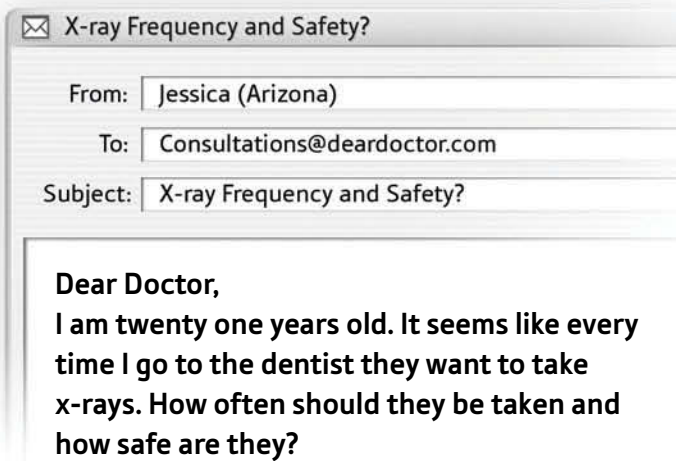 X-ray Frequency and Safety?
From: Jessica (Arizona)
To: Consultations@deardoctor.com
Subject: X-ray Frequency and Safety?
Dear Doctor,
I am twenty one years old. It seems like every
time I go to the dentist they want to take
x-rays. How often should they be taken and
how safe are they?